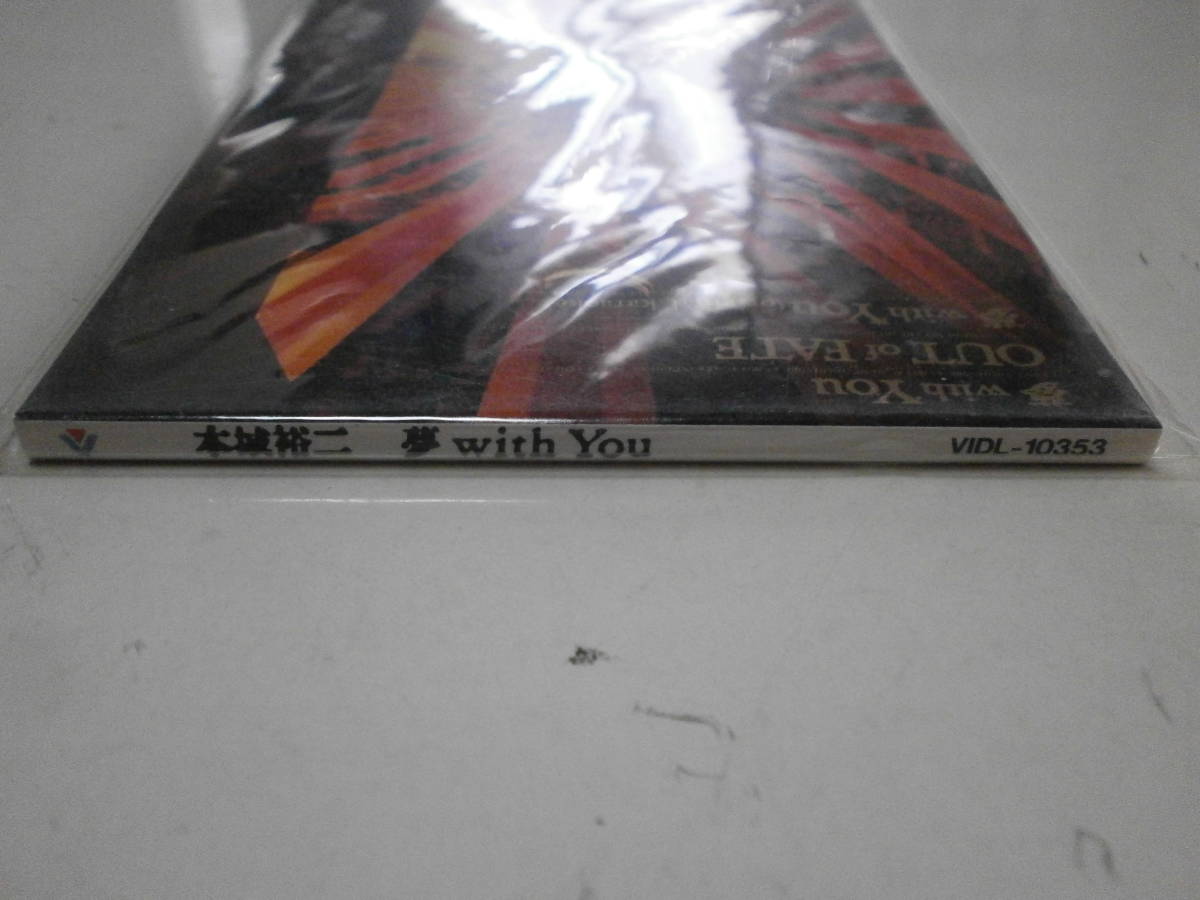 夢 with You
OUT of FATE
夢 with You
本城裕二 夢 with You VIDL-10353